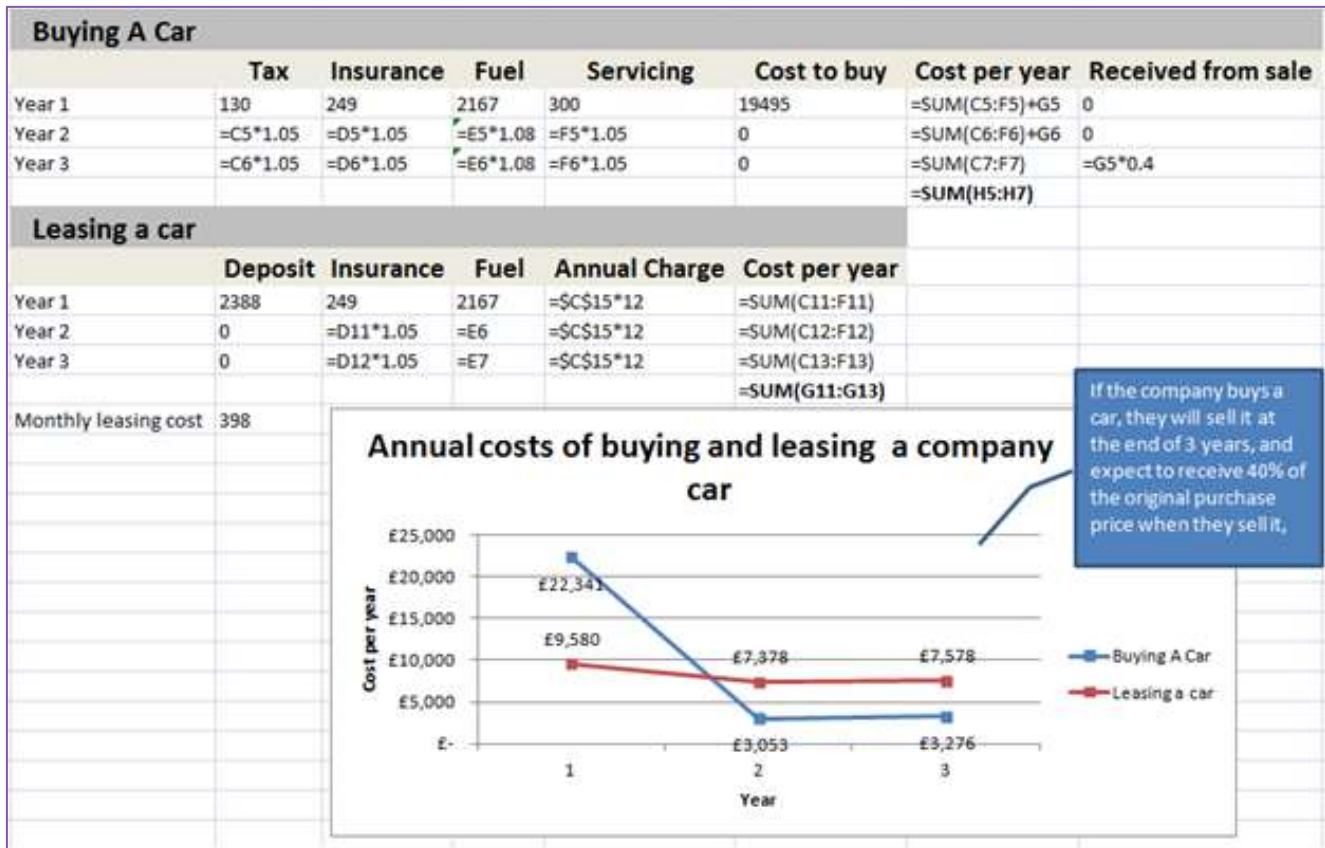 Buying A Car
Tax Insurance Fuel Servicing Cost to buy Cost per year Received from sale
Year 1 130 249 2167 300 19495 =SUM(C5:F5)+G5 0
Year 2 =C5*1.05 =D5*1.05 =E5*1.08 =F5*1.05 0 =SUM(C6:F6)+G6 0
Year 3 =C6*1.05 =D6*1.05 =E6*1.08 =F6*1.05 0 =SUM(C7:F7) =G5*0.4
=SUM(H5:H7)
Leasing a car
Deposit Insurance Fuel Annual Charge Cost per year
Year 1 2388 249 2167 =$C$15*12 =SUM(C11:F11)
Year 2 0 =D11*1.05 =E6 =$C$15*12 =SUM(C12:F12)
Year 3 0 =D12*1.05 =E7 =$C$15*12 =SUM(C13:F13)
=SUM(G11:G13)
Monthly leasing cost 398
If the company buys a
car, they will sell it at
the end of 3 years, and
expect to receive 40% of
the original purchase
price when they sell it,
Annual costs of buying and leasing a company
car
Cost per year
£25,000
£20,000
£15,000
£10,000
£5,000
£-
£22,341
£9,580
£7,378
£7,578
£3,053
£3,276
1 2 3
Year
Buying A Car
Leasing a car